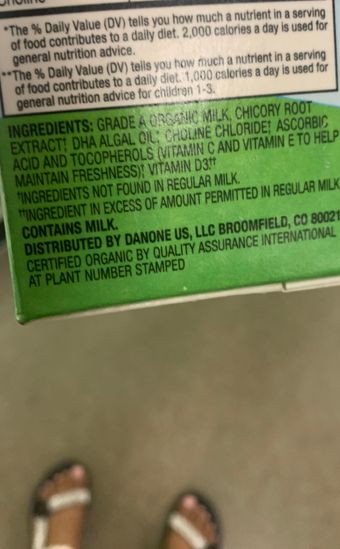 *The % Daily Value (DV) tells you how much a nutrient in a serving
of food contributes to a daily diet. 2,000 calories a day is used for
general nutrition advice.
**The % Daily Value (DV) tells you how much a nutrient in a serving
of food contributes to a daily diet. 1,000 calories a day is used for
general nutrition advice for children 1-3.
INGREDIENTS: GRADE A ORGANIC MILK, CHICORY ROOT
EXTRACT†, DHA ALGAL OIL†, CHOLINE CHLORIDE†, ASCORBIC
ACID AND TOCOPHEROLS (VITAMIN C AND VITAMIN E TO HELP
MAINTAIN FRESHNESS)†, VITAMIN D3††
†INGREDIENTS NOT FOUND IN REGULAR MILK.
††INGREDIENT IN EXCESS OF AMOUNT PERMITTED IN REGULAR MILK
CONTAINS MILK.
DISTRIBUTED BY DANONE US, LLC BROOMFIELD, CO 80021
CERTIFIED ORGANIC BY QUALITY ASSURANCE INTERNATIONAL
AT PLANT NUMBER STAMPED